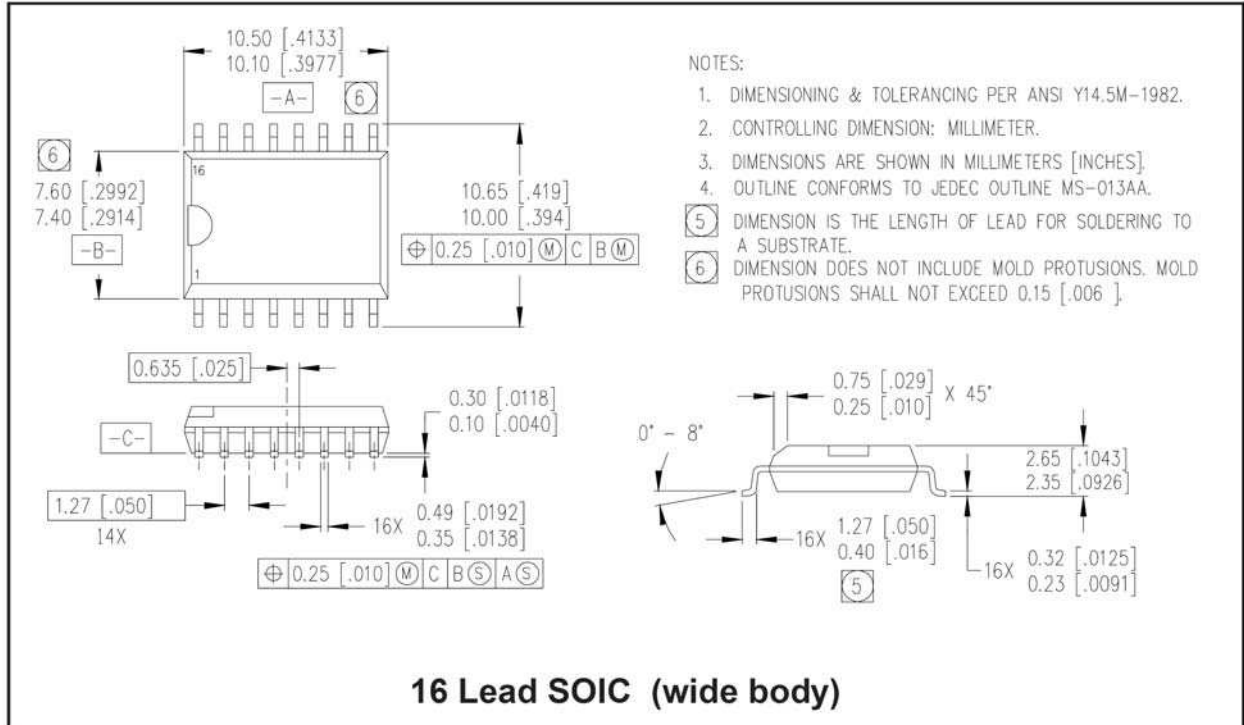 10.50 [.4133]
10.10 [.3977]
-A-
6
6
7.60 [.2992]
7.40 [.2914]
-B-
16
1
10.65 [.419]
10.00 [.394]
⌖ 0.25 [.010] Ⓜ C B Ⓜ
NOTES:
1. DIMENSIONING & TOLERANCING PER ANSI Y14.5M-1982.
2. CONTROLLING DIMENSION: MILLIMETER.
3. DIMENSIONS ARE SHOWN IN MILLIMETERS [INCHES].
4. OUTLINE CONFORMS TO JEDEC OUTLINE MS-013AA.
5 DIMENSION IS THE LENGTH OF LEAD FOR SOLDERING TO
A SUBSTRATE.
6 DIMENSION DOES NOT INCLUDE MOLD PROTUSIONS. MOLD
PROTUSIONS SHALL NOT EXCEED 0.15 [.006 ].
0.635 [.025]
0.30 [.0118]
0.10 [.0040]
-C-
1.27 [.050]
14X
16X 0.49 [.0192]
0.35 [.0138]
⌖ 0.25 [.010] Ⓜ C B Ⓢ A Ⓢ
0.75 [.029]
0.25 [.010]
X 45°
0° - 8°
2.65 [.1043]
2.35 [.0926]
16X 1.27 [.050]
0.40 [.016]
5
16X 0.32 [.0125]
0.23 [.0091]
16 Lead SOIC (wide body)